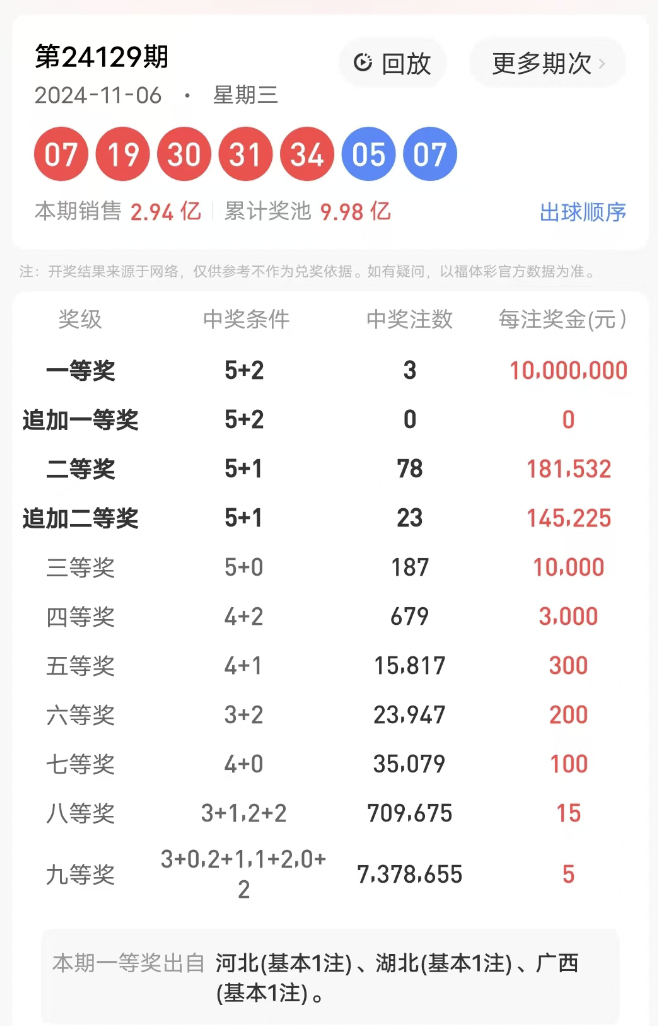 第24129期
回放
更多期次
2024-11-06 · 星期三
07 19 30 31 34 05 07
本期销售 2.94 亿 累计奖池 9.98 亿
出球顺序
注：开奖结果来源于网络，仅供参考不作为兑奖依据。如有疑问，以福体彩官方数据为准。
奖级 中奖条件 中奖注数 每注奖金(元)
一等奖 5+2 3 10,000,000
追加一等奖 5+2 0 0
二等奖 5+1 78 181,532
追加二等奖 5+1 23 145,225
三等奖 5+0 187 10,000
四等奖 4+2 679 3,000
五等奖 4+1 15,817 300
六等奖 3+2 23,947 200
七等奖 4+0 35,079 100
八等奖 3+1,2+2 709,675 15
九等奖 3+0,2+1,1+2,0+
2 7,378,655 5
本期一等奖出自 河北(基本1注)、湖北(基本1注)、广西
(基本1注)。